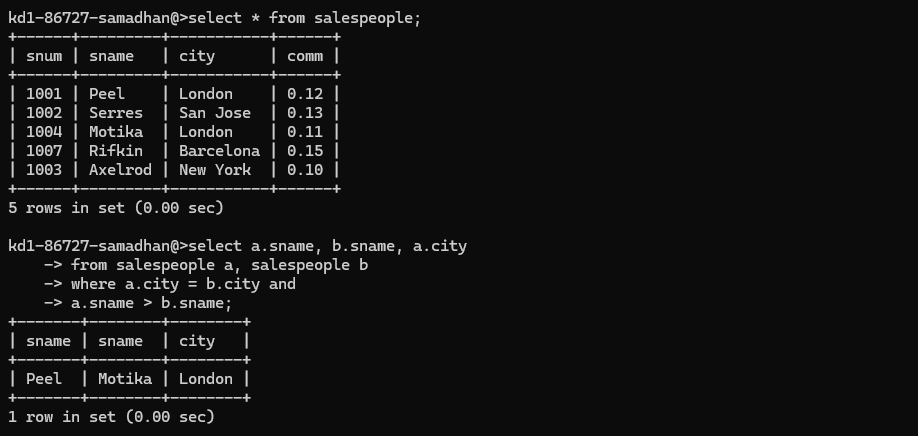 kd1-86727-samadhan@>select * from salespeople;
+------+---------+-----------+------+
| snum | sname   | city      | comm |
+------+---------+-----------+------+
| 1001 | Peel    | London    | 0.12 |
| 1002 | Serres  | San Jose  | 0.13 |
| 1004 | Motika  | London    | 0.11 |
| 1007 | Rifkin  | Barcelona | 0.15 |
| 1003 | Axelrod | New York  | 0.10 |
+------+---------+-----------+------+
5 rows in set (0.00 sec)

kd1-86727-samadhan@>select a.sname, b.sname, a.city
    -> from salespeople a, salespeople b
    -> where a.city = b.city and
    -> a.sname > b.sname;
+-------+--------+--------+
| sname | sname  | city   |
+-------+--------+--------+
| Peel  | Motika | London |
+-------+--------+--------+
1 row in set (0.00 sec)